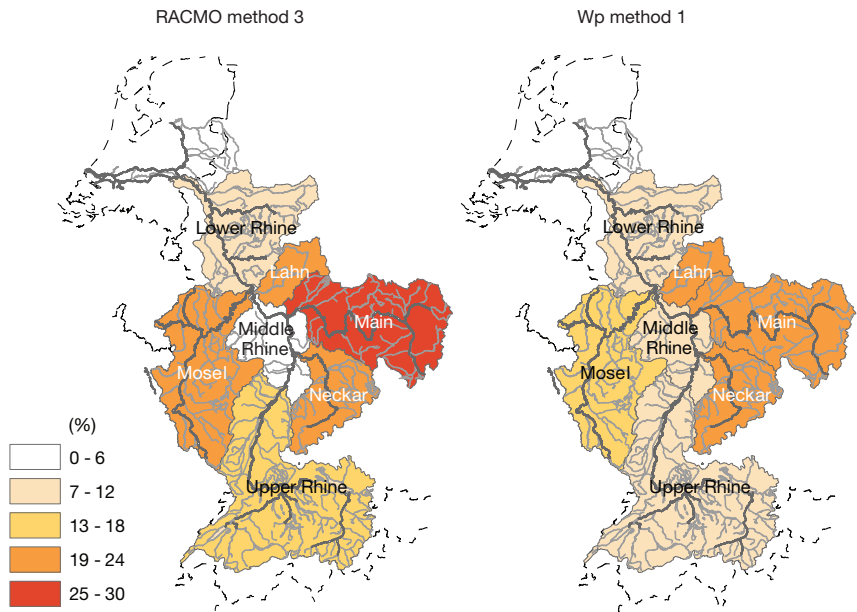 RACMO method 3
Wp method 1
Lower Rhine
Lahn
Main
Middle
Rhine
Mosel
Neckar
Upper Rhine
Lower Rhine
Lahn
Main
Middle
Rhine
Mosel
Neckar
Upper Rhine
(%)
0 - 6
7 - 12
13 - 18
19 - 24
25 - 30